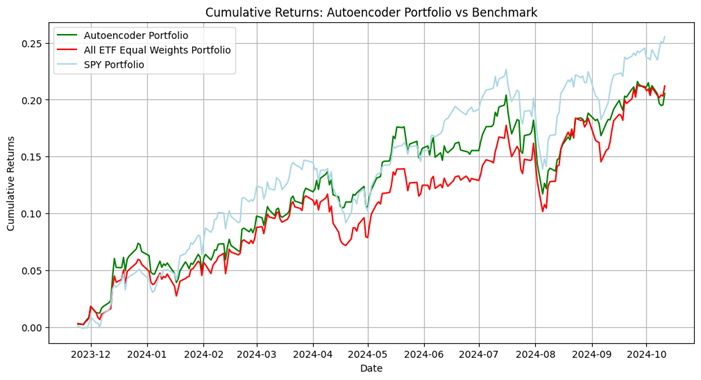 Cumulative Returns: Autoencoder Portfolio vs Benchmark
Autoencoder Portfolio
All ETF Equal Weights Portfolio
SPY Portfolio
Cumulative Returns
0.25
0.20
0.15
0.10
0.05
0.00
2023-12 2024-01 2024-02 2024-03 2024-04 2024-05 2024-06 2024-07 2024-08 2024-09 2024-10
Date